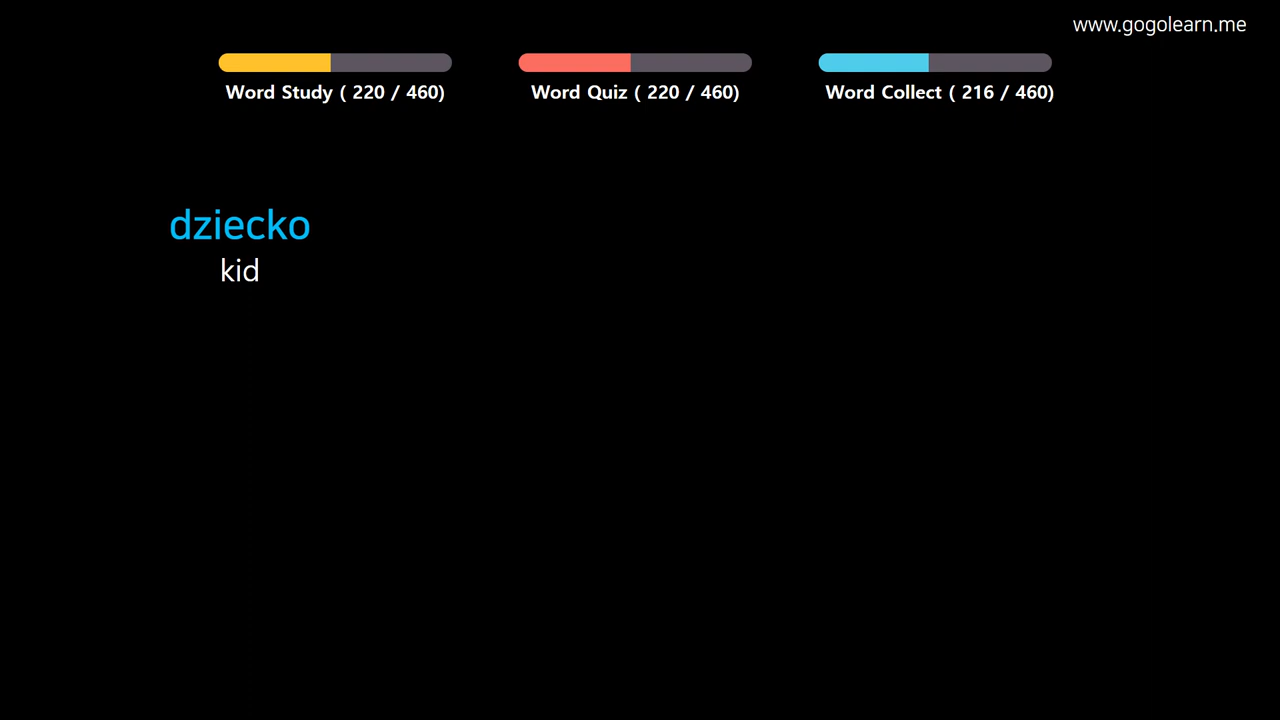 www.gogolearn.me
Word Study ( 220 / 460)
Word Quiz ( 220 / 460)
Word Collect ( 216 / 460)
dziecko
kid